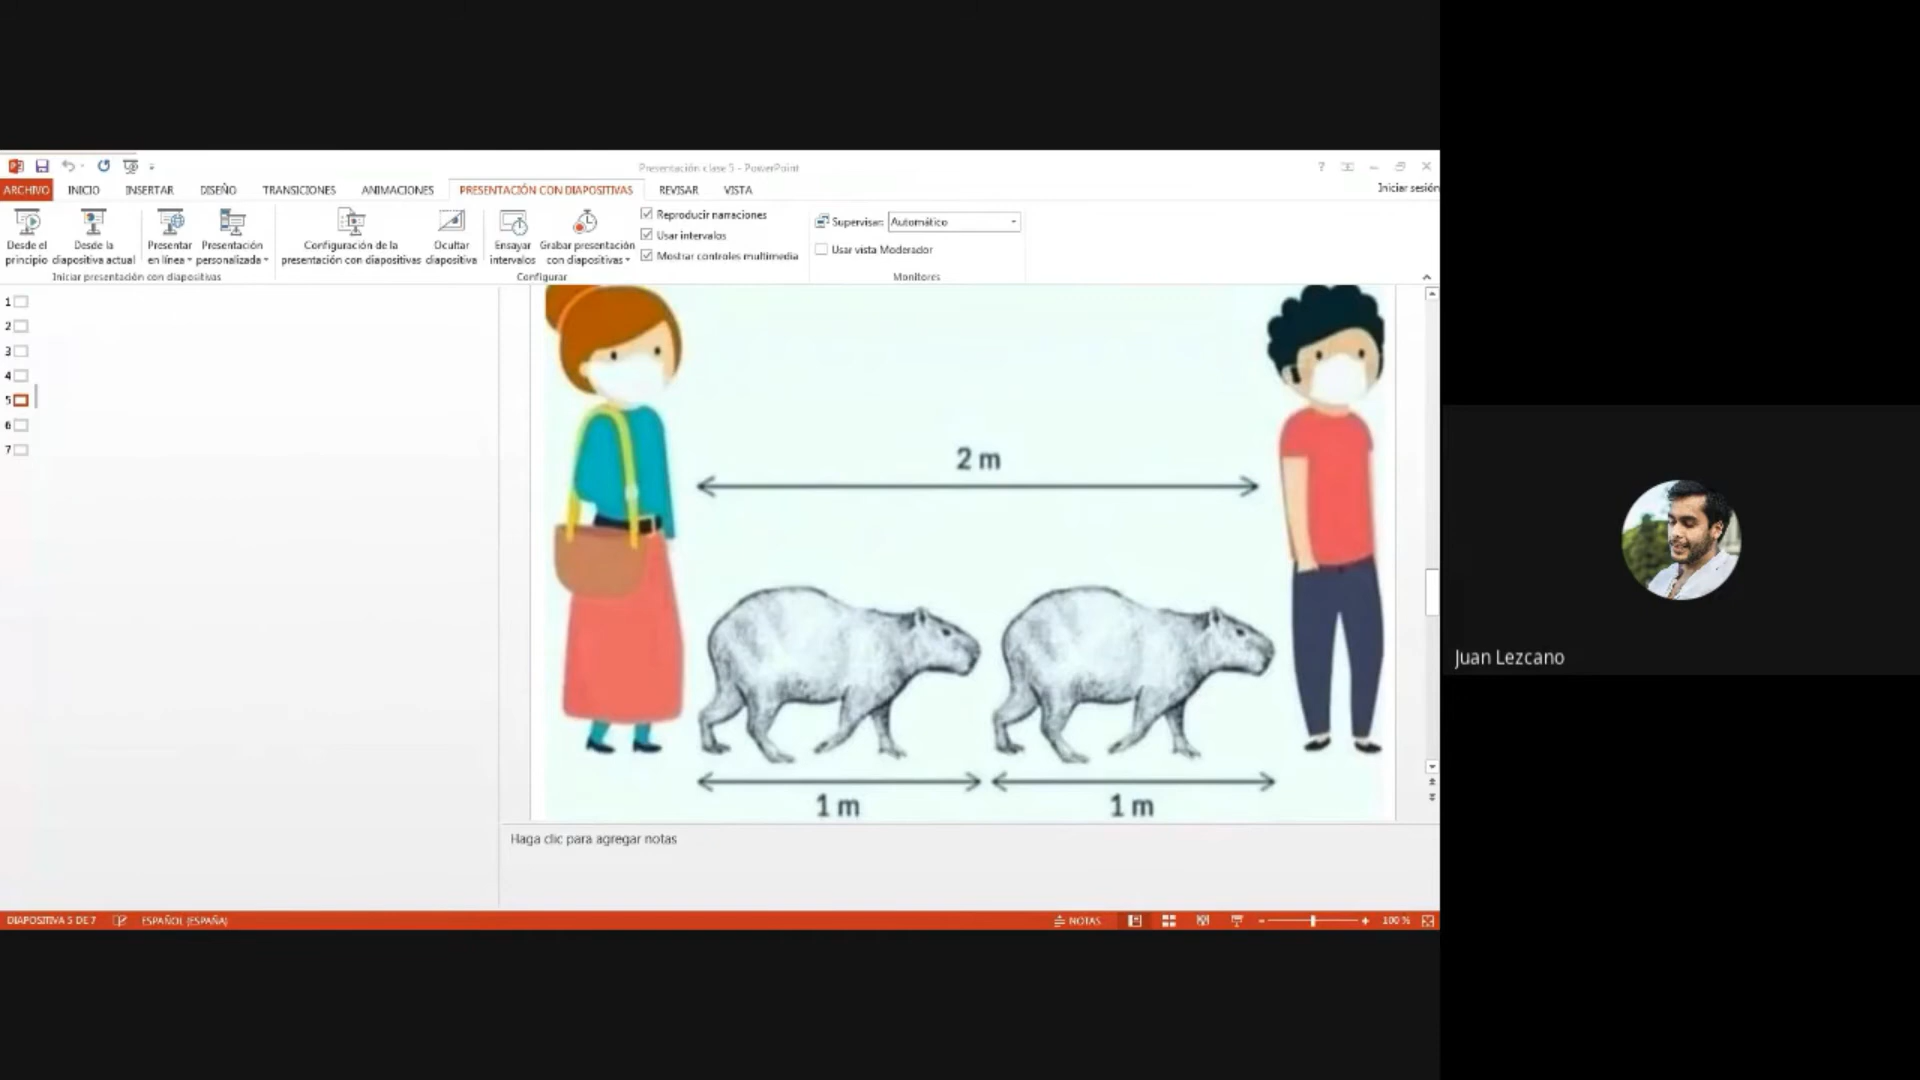 Presentación clase 5 - PowerPoint
ARCHIVO INICIO INSERTAR DISEÑO TRANSICIONES ANIMACIONES PRESENTACIÓN CON DIAPOSITIVAS REVISAR VISTA Iniciar sesión
Desde el principio
Desde la diapositiva actual
Presentar en línea
Presentación personalizada
Iniciar presentación con diapositivas
Configuración de la presentación con diapositivas
Ocultar diapositiva
Ensayar intervalos
Grabar presentación con diapositivas
Reproducir narraciones
Usar intervalos
Mostrar controles multimedia
Configurar
Supervisar: Automático
Usar vista Moderador
Monitores
1
2
3
4
5
6
7
2 m
1 m 1 m
Haga clic para agregar notas
DIAPOSITIVA 5 DE 7 ESPAÑOL (ESPAÑA) NOTAS 100 %
Juan Lezcano